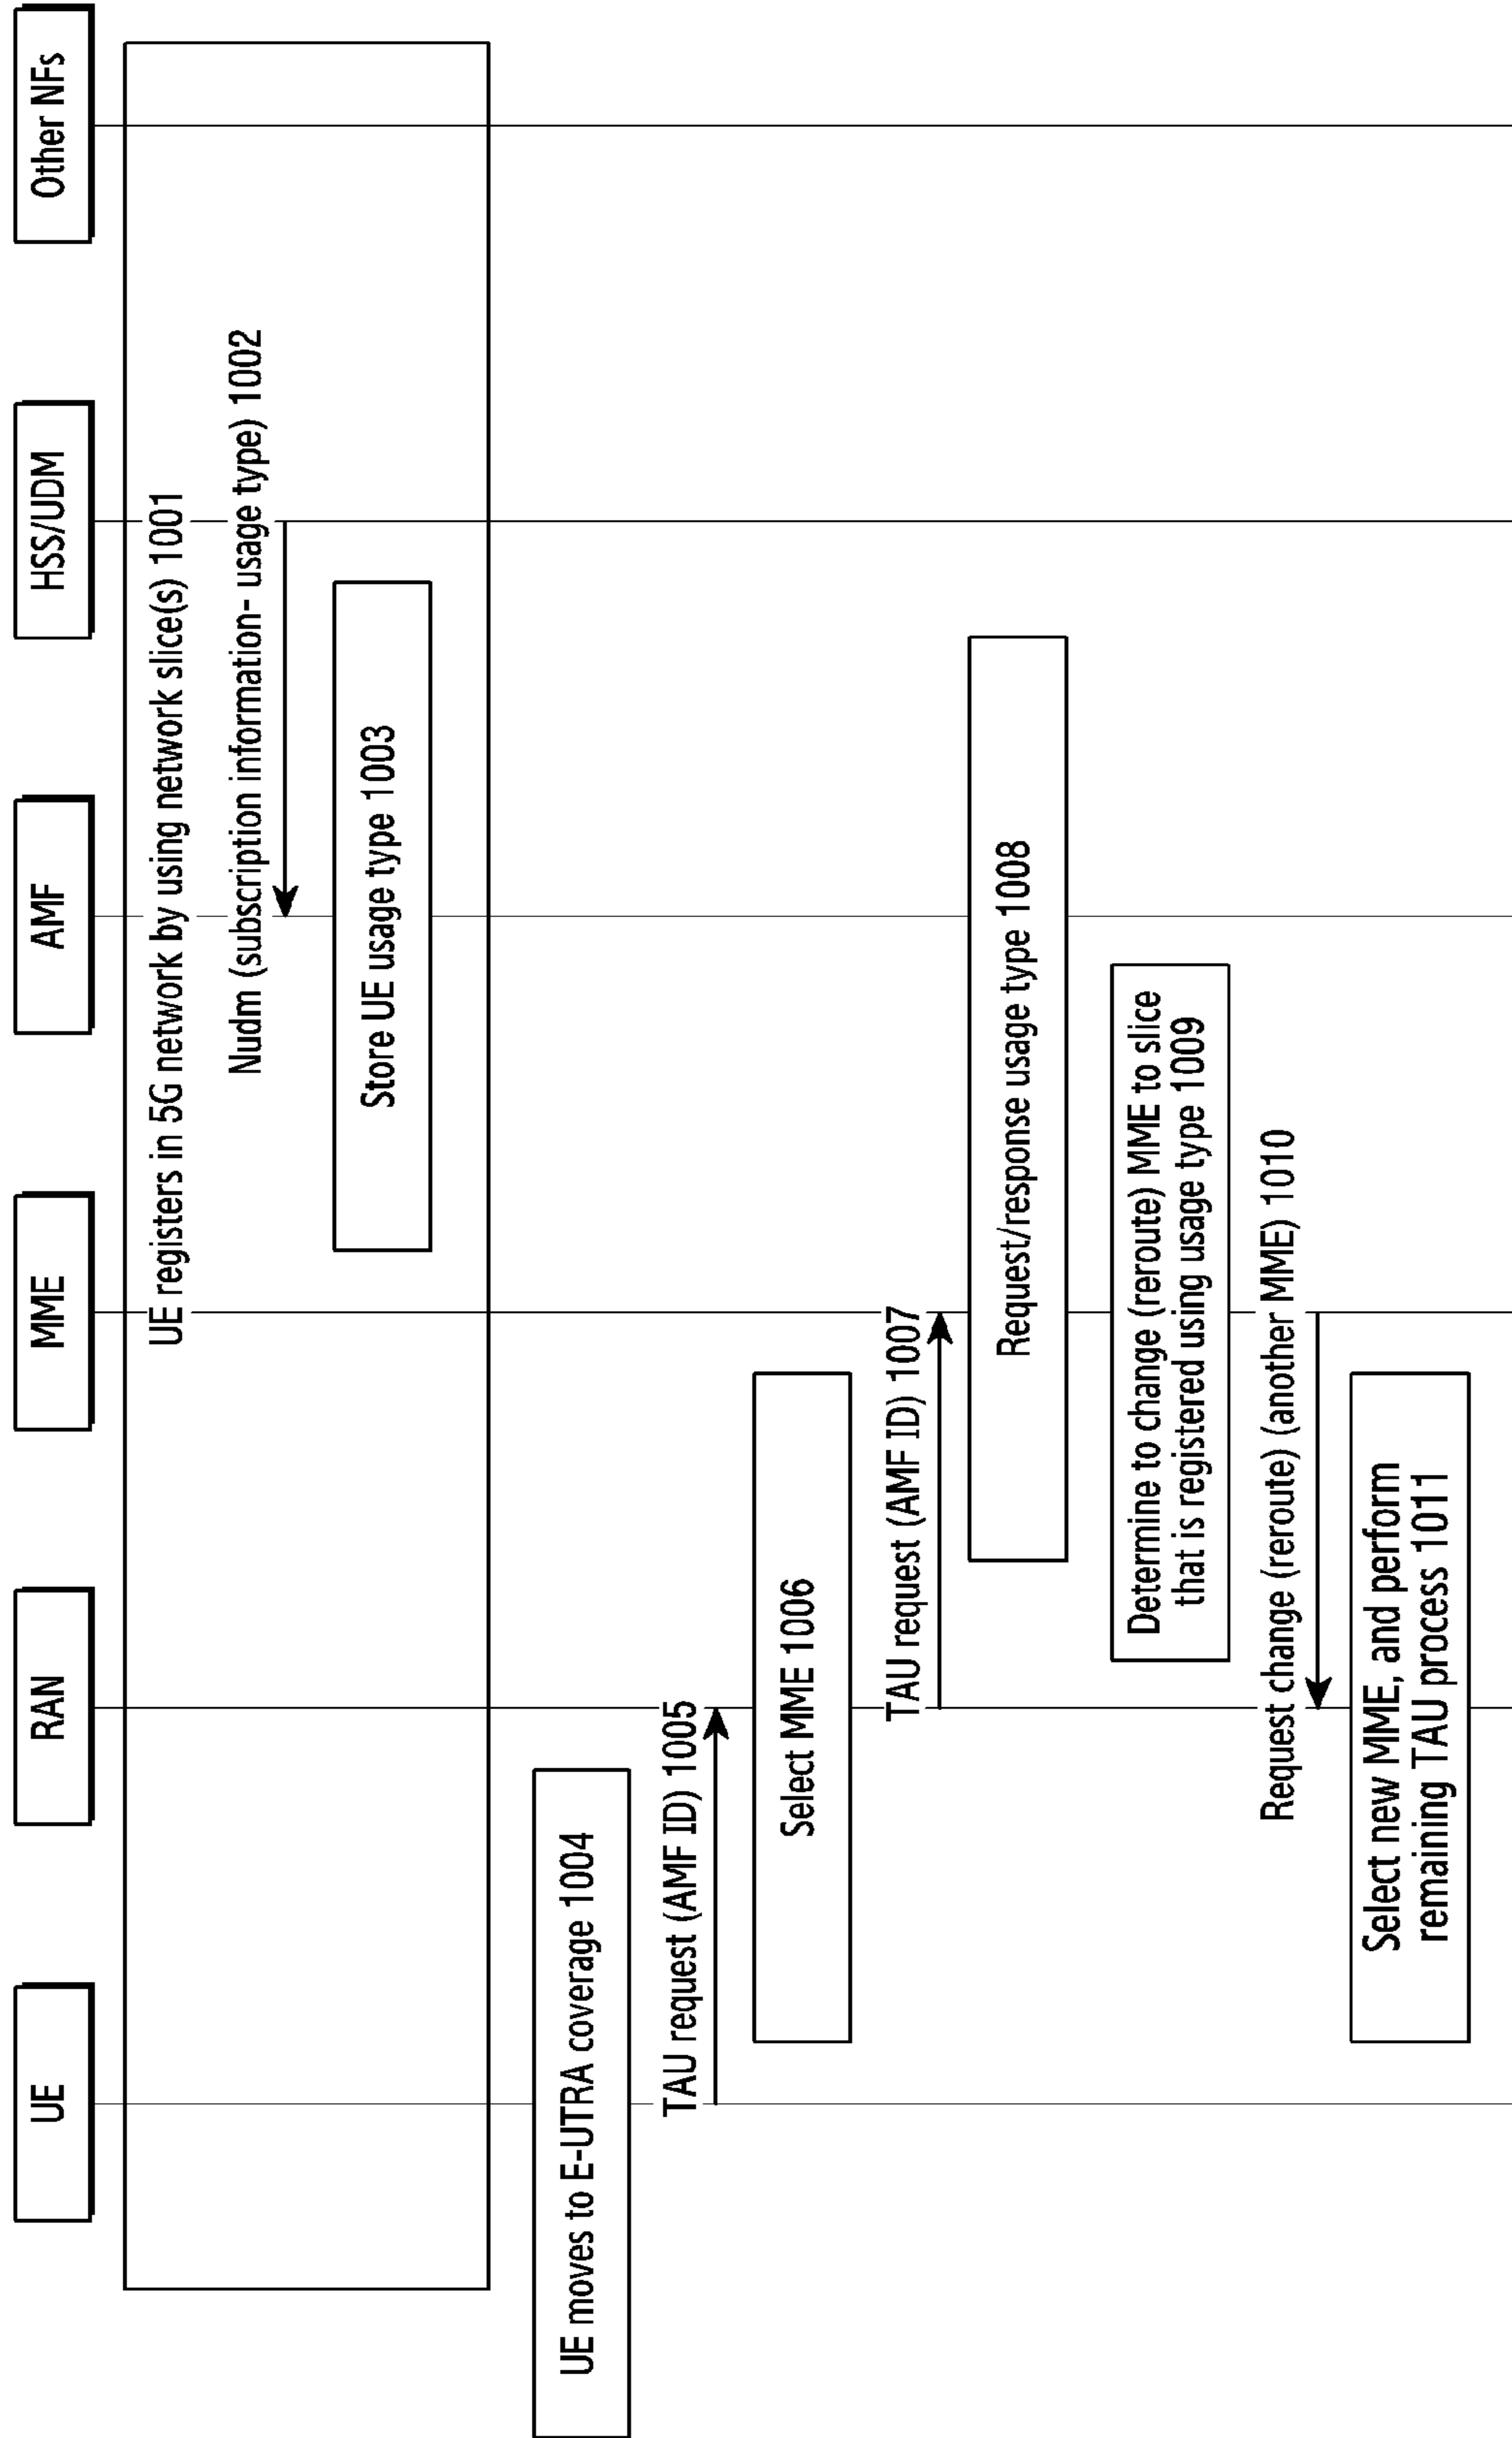 UE
RAN
MME
AMF
HSS/UDM
Other NFs
UE registers in 5G network by using network slice(s) 1001
Nudm (subscription information- usage type) 1002
Store UE usage type 1003
UE moves to E-UTRA coverage 1004
TAU request (AMF ID) 1005
Select MME 1006
TAU request (AMF ID) 1007
Request/response usage type 1008
Determine to change (reroute) MME to slice
that is registered using usage type 1009
Request change (reroute) (another MME) 1010
Select new MME, and perform
remaining TAU process 1011